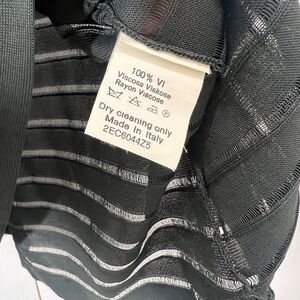 100% VI
Viscosa Viskose
Rayon Viscose
Dry cleaning only
Made in Italy
2EC6044Z5